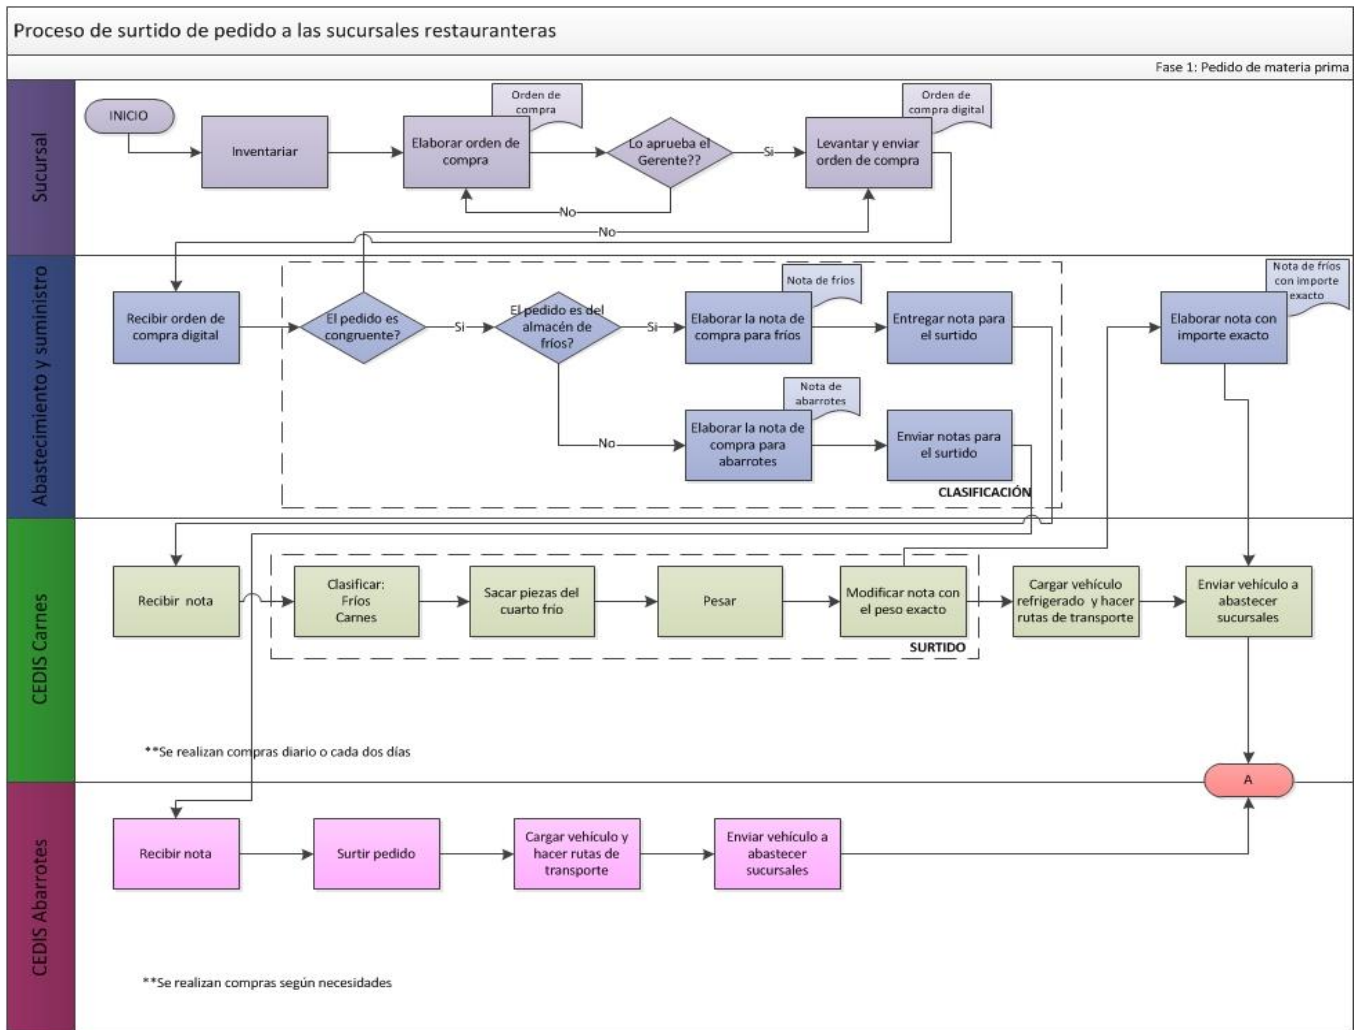 Proceso de surtido de pedido a las sucursales restauranteras
Fase 1: Pedido de materia prima
Sucursal
INICIO
Inventariar
Orden de
compra
Elaborar orden de
compra
Lo aprueba el
Gerente??
Si
No
Orden de
compra digital
Levantar y enviar
orden de compra
No
Abastecimiento y suministro
Recibir orden de
compra digital
El pedido es
congruente?
Si
El pedido es del
almacén de
fríos?
Si
No
Nota de fríos
Elaborar la nota de
compra para fríos
Entregar nota para
el surtido
Nota de
abarrotes
Elaborar la nota de
compra para
abarrotes
Enviar notas para
el surtido
CLASIFICACIÓN
Nota de fríos
con importe
exacto
Elaborar nota con
importe exacto
CEDIS Carnes
Recibir nota
Clasificar:
Fríos
Carnes
Sacar piezas del
cuarto frío
Pesar
Modificar nota con
el peso exacto
SURTIDO
Cargar vehículo
refrigerado y hacer
rutas de transporte
Enviar vehículo a
abastecer
sucursales
**Se realizan compras diario o cada dos días
A
CEDIS Abarrotes
Recibir nota
Surtir pedido
Cargar vehículo y
hacer rutas de
transporte
Enviar vehículo a
abastecer
sucursales
**Se realizan compras según necesidades